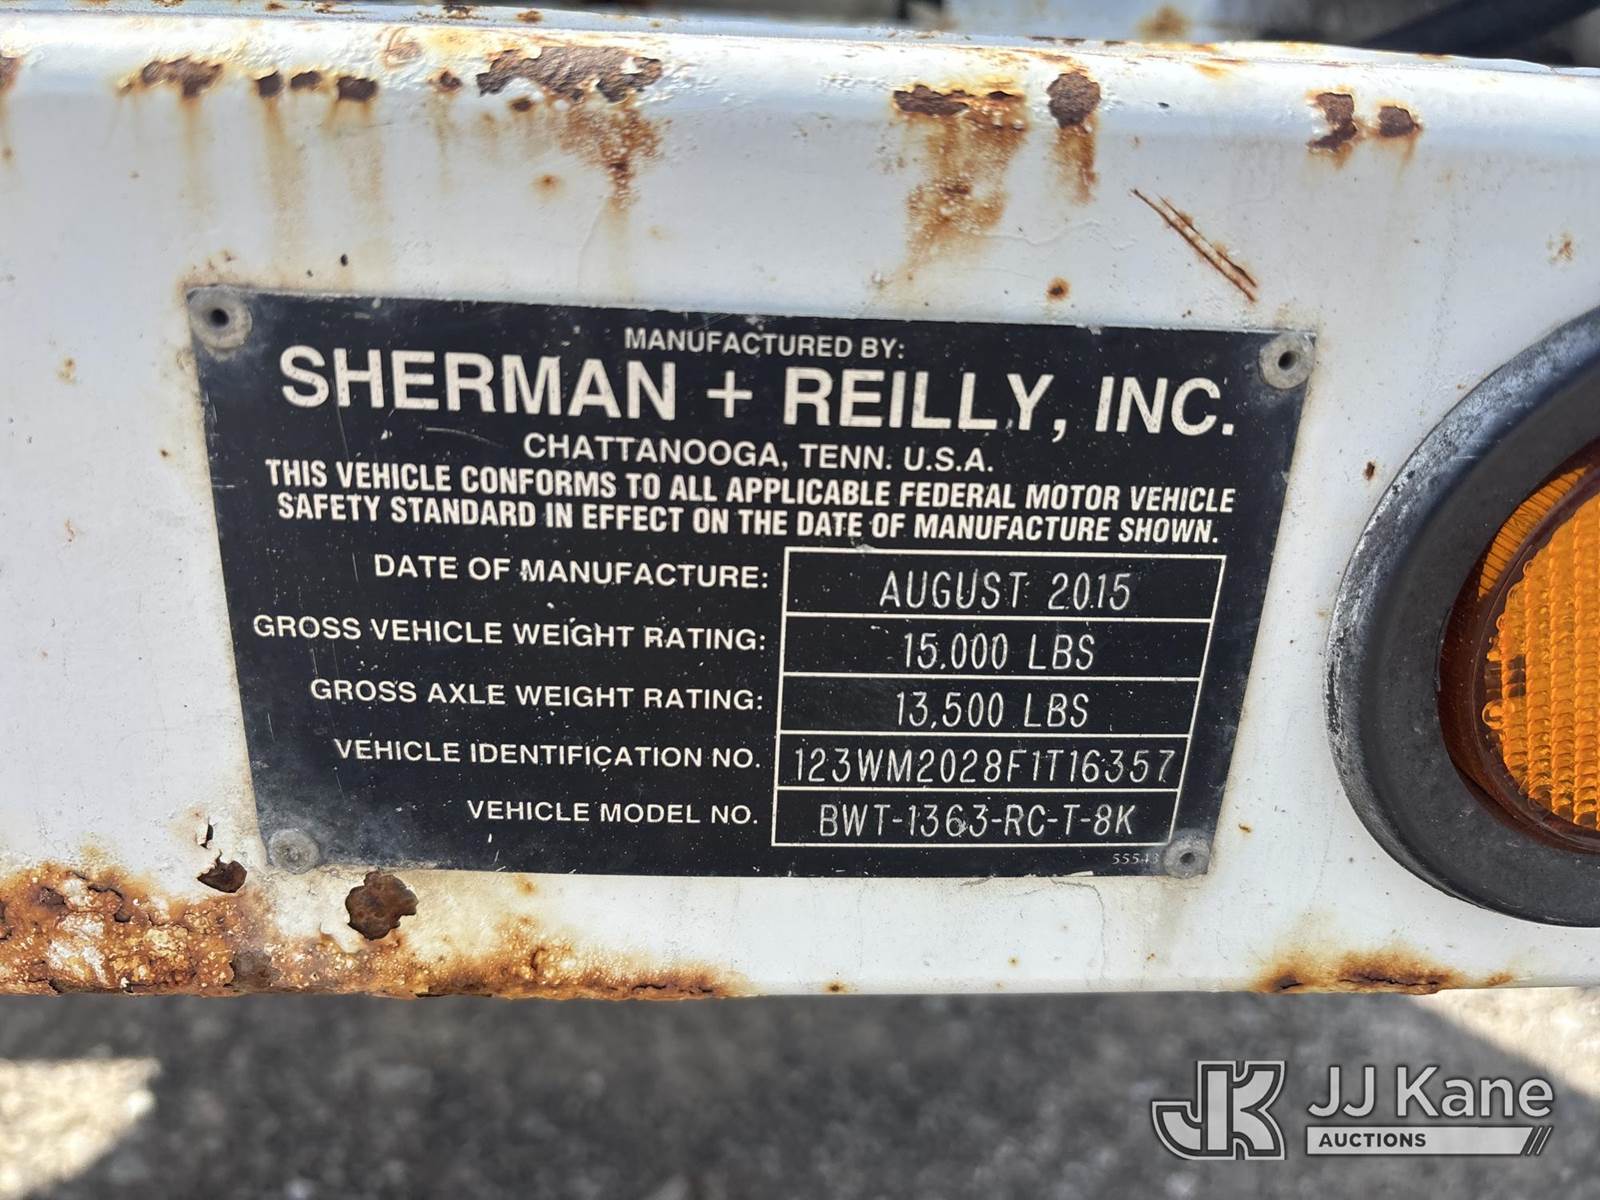 MANUFACTURED BY:
SHERMAN + REILLY, INC.
CHATTANOOGA, TENN. U.S.A.
THIS VEHICLE CONFORMS TO ALL APPLICABLE FEDERAL MOTOR VEHICLE
SAFETY STANDARD IN EFFECT ON THE DATE OF MANUFACTURE SHOWN.
DATE OF MANUFACTURE: AUGUST 2015
GROSS VEHICLE WEIGHT RATING: 15,000 LBS
GROSS AXLE WEIGHT RATING: 13,500 LBS
VEHICLE IDENTIFICATION NO. 123WM2028F1T16357
VEHICLE MODEL NO. BWT-1363-RC-T-8K
55543
JJ Kane
AUCTIONS